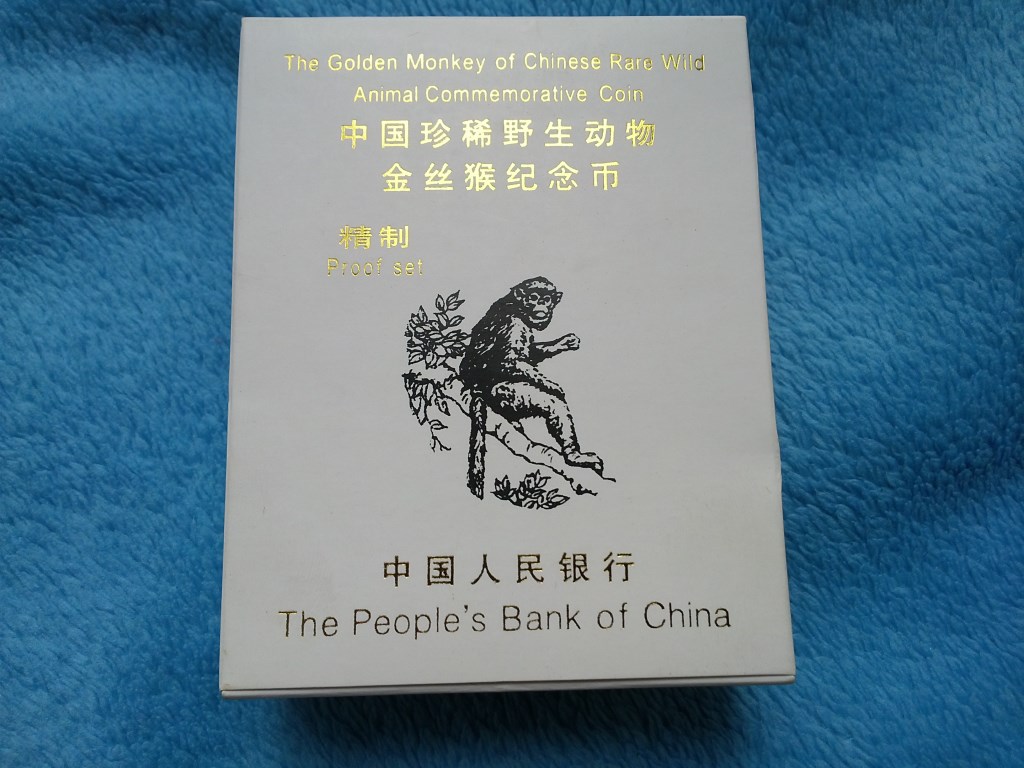 The Golden Monkey of Chinese Rare Wild
Animal Commemorative Coin
中国珍稀野生动物
金丝猴纪念币
精制
Proof set
中国人民银行
The People's Bank of China